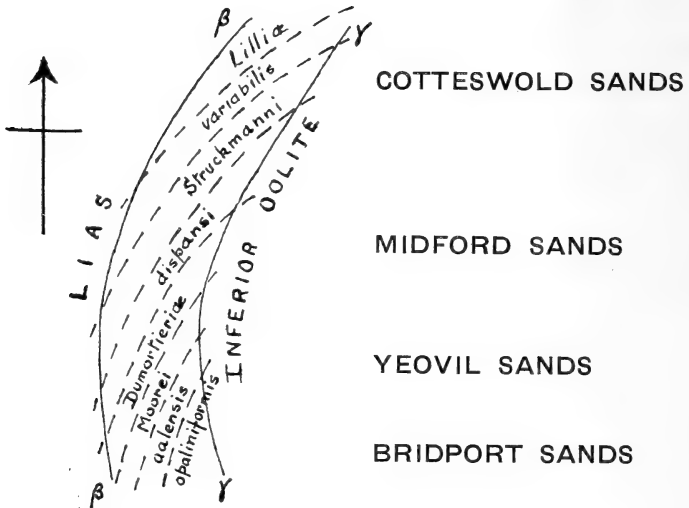 β
γ
Lilliæ
variabilis
Struckmanni
dispansi
Dumortieriæ
Moorei
aalensis
opaliniformis
LIAS
INFERIOR OOLITE
β
γ
COTTESWOLD SANDS
MIDFORD SANDS
YEOVIL SANDS
BRIDPORT SANDS